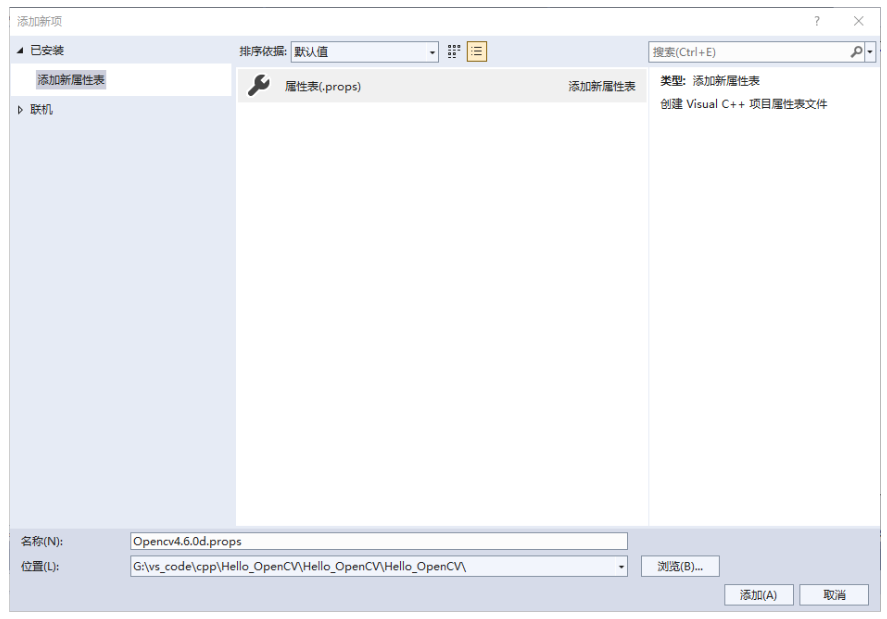 添加新项
已安装
添加新属性表
联机
排序依据: 默认值
属性表(.props) 添加新属性表
搜索(Ctrl+E)
类型: 添加新属性表
创建 Visual C++ 项目属性表文件
名称(N): Opencv4.6.0d.props
位置(L): G:\vs_code\cpp\Hello_OpenCV\Hello_OpenCV\Hello_OpenCV\
浏览(B)...
添加(A) 取消